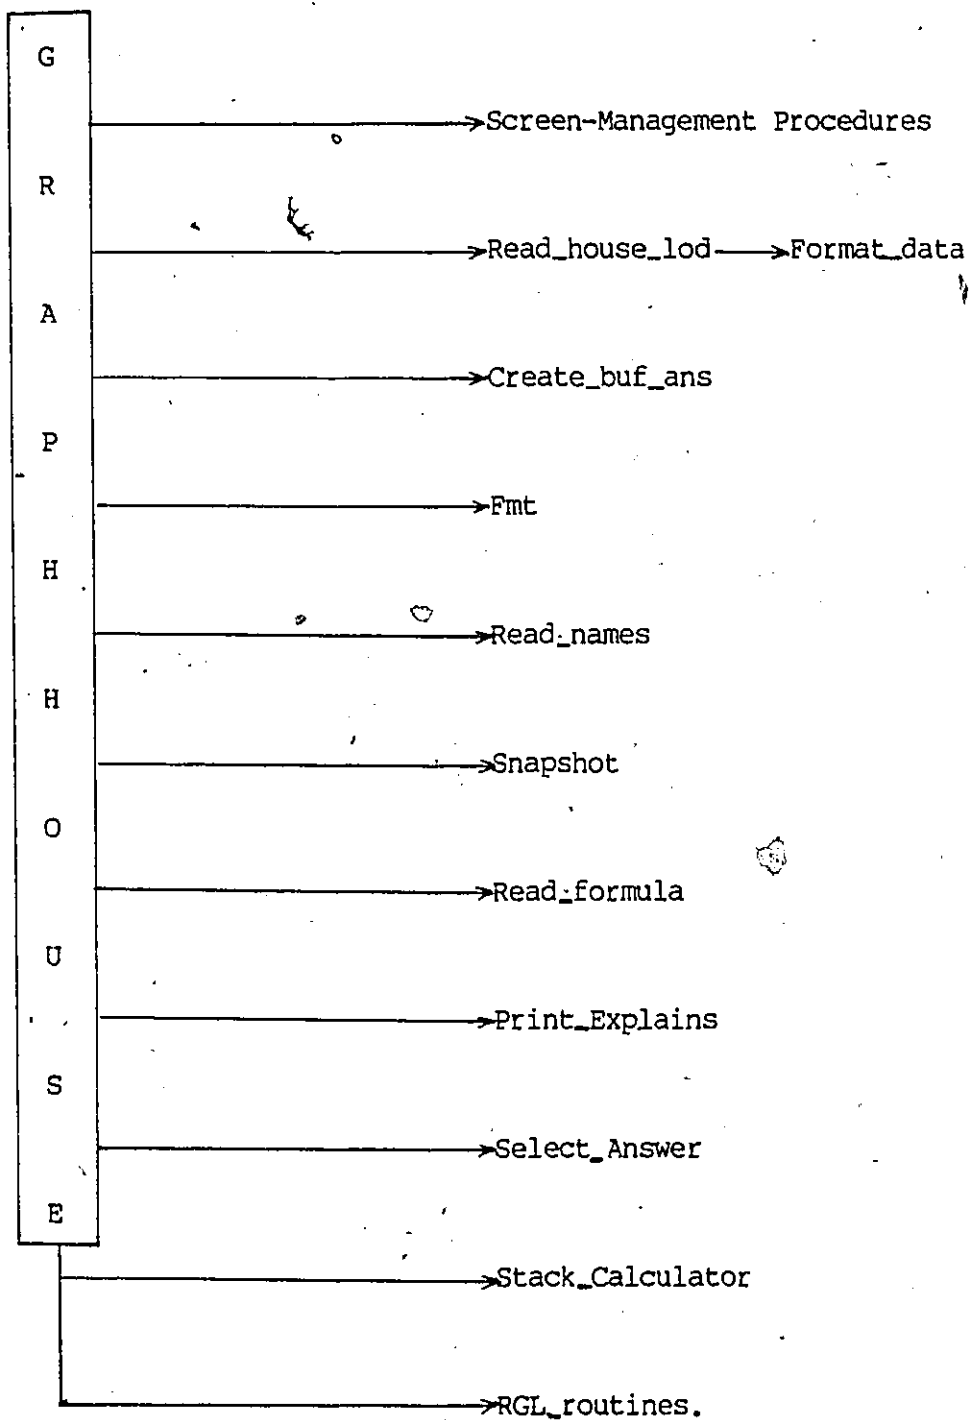 G
Screen-Management Procedures
R
Read_house_lod Format_data
A
Create_buf_ans
P
Fmt
H
Read_names
H
Snapshot
O
Read_formula
U
Print_Explains
S
Select_Answer
E
Stack_Calculator
RGL_routines.